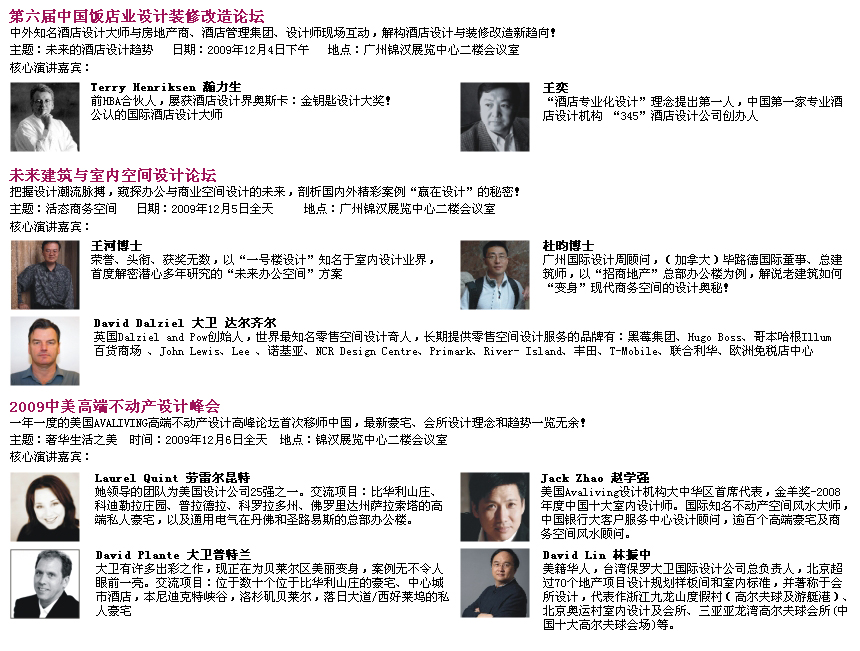 第六届中国饭店业设计装修改造论坛
中外知名酒店设计大师与房地产商、酒店管理集团、设计师现场互动，解构酒店设计与装修改造新趋向！
主题：未来的酒店设计趋势　日期：2009年12月4日下午　地点：广州锦汉展览中心二楼会议室
核心演讲嘉宾：
Terry Henriksen 瀚力生
前HBA合伙人，屡获酒店设计界奥斯卡：金钥匙设计大奖！
公认的国际酒店设计大师
王奕
“酒店专业化设计”理念提出第一人，中国第一家专业酒
店设计机构 “345”酒店设计公司创办人
未来建筑与室内空间设计论坛
把握设计潮流脉搏，窥探办公与商业空间设计的未来，剖析国内外精彩案例“赢在设计”的秘密！
主题：活态商务空间　日期：2009年12月5日全天　地点：广州锦汉展览中心二楼会议室
核心演讲嘉宾：
王河博士
荣誉、头衔、获奖无数，以“一号楼设计”知名于室内设计业界，
首度解密潜心多年研究的“未来办公空间”方案
杜昀博士
广州国际设计周顾问，（加拿大）毕路德国际董事、总建
筑师，以“招商地产”总部办公楼为例，解说老建筑如何
“变身”现代商务空间的设计奥秘！
David Dalziel 大卫 达尔齐尔
英国Dalziel and Pow创始人，世界最知名零售空间设计奇人，长期提供零售空间设计服务的品牌有：黑莓集团、Hugo Boss、哥本哈根Illum
百货商场 、John Lewis、Lee 、诺基亚、NCR Design Centre、Primark、River- Island、丰田、T-Mobile、联合利华、欧洲免税店中心
2009中美高端不动产设计峰会
一年一度的美国AVALIVING高端不动产设计高峰论坛首次移师中国，最新豪宅、会所设计理念和趋势一览无余！
主题：奢华生活之美　时间：2009年12月6日全天　地点：锦汉展览中心二楼会议室
核心演讲嘉宾：
Laurel Quint 劳雷尔昆特
她领导的团队为美国设计公司25强之一。交流项目：比华利山庄、
科迪勒拉庄园、普拉德拉、科罗拉多州、佛罗里达州萨拉索塔的高
端私人豪宅，以及通用电气在丹佛和圣路易斯的总部办公楼。
Jack Zhao 赵学强
美国Avaliving设计机构大中华区首席代表，金羊奖-2008
年度中国十大室内设计师。国际知名不动产空间风水大师，
中国银行大客户服务中心设计顾问，逾百个高端豪宅及商
务空间风水顾问。
David Plante 大卫普特兰
大卫有许多出彩之作，现正在为贝莱尔区美丽变身，案例无不令人
眼前一亮。交流项目：位于数十个位于比华利山庄的豪宅、中心城
市酒店，本尼迪克特峡谷，洛杉矶贝莱尔，落日大道/西好莱坞的私
人豪宅
David Lin 林振中
美籍华人，台湾保罗大卫国际设计公司总负责人，北京超
过70个地产项目设计规划样板间和室内标准，并著称于会
所设计，代表作浙江九龙山度假村（高尔夫球及游艇港）、
北京奥运村室内设计及会所、三亚亚龙湾高尔夫球会所(中
国十大高尔夫球会场)等。